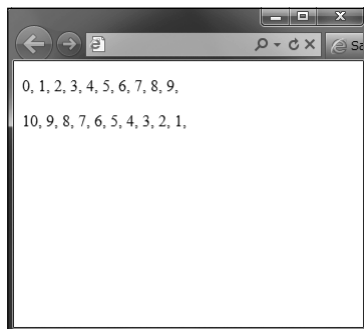 Sa
0, 1, 2, 3, 4, 5, 6, 7, 8, 9,
10, 9, 8, 7, 6, 5, 4, 3, 2, 1,